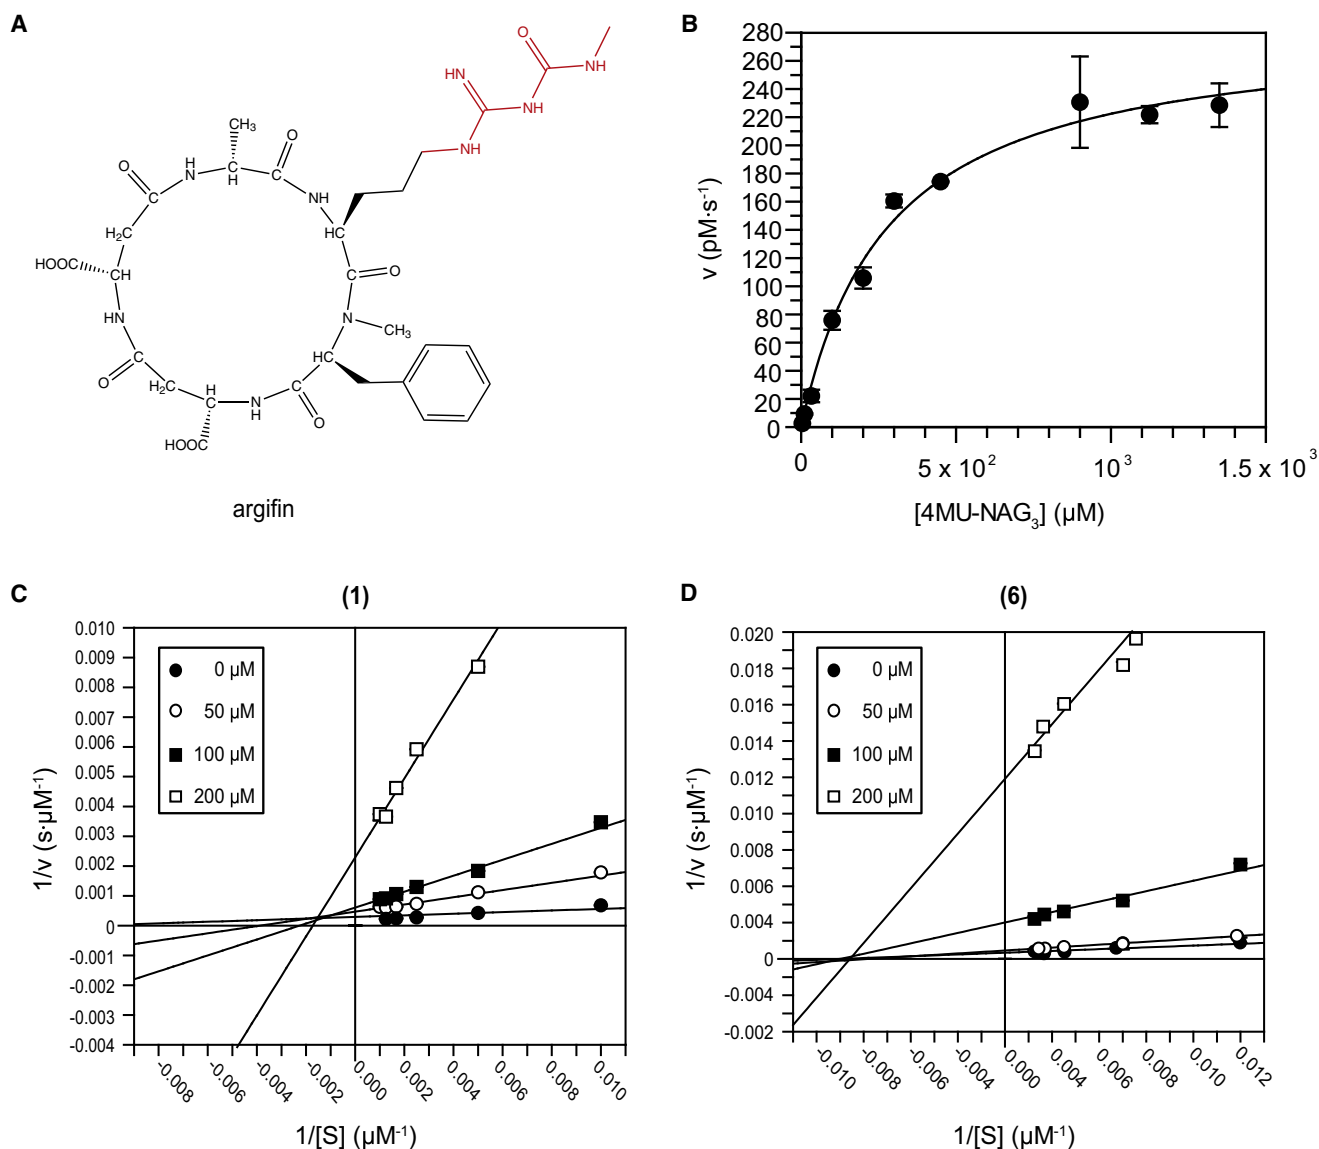 A
O
HN
NH
NH
NH
CH₃
O
O
H
N
C
H
C
NH
C
H₂C
HC
HOOC
CH
C
O
HN
N
CH₃
O
C
HC
H₂C
H
C
N
H
C
O
HOOC
argifin
B
280
260
240
220
200
180
160
140
120
100
80
60
40
20
0
v (pM·s⁻¹)
0
5 x 10²
10³
1.5 x 10³
[4MU-NAG₃] (µM)
C
(1)
0.010
0.009
0.008
0.007
0.006
0.005
0.004
0.003
0.002
0.001
0
-0.001
-0.002
-0.003
-0.004
1/v (s·µM⁻¹)
0 µM
50 µM
100 µM
200 µM
-0.008
-0.006
-0.004
-0.002
0.000
0.002
0.004
0.006
0.008
0.010
1/[S] (µM⁻¹)
D
(6)
0.020
0.018
0.016
0.014
0.012
0.008
0.006
0.004
0
-0.004
-0.002
1/v (s·µM⁻¹)
0 µM
50 µM
100 µM
200 µM
-0.010
-0.008
-0.006
-0.004
0.000
0.004
0.006
0.010
0.012
1/[S] (µM⁻¹)